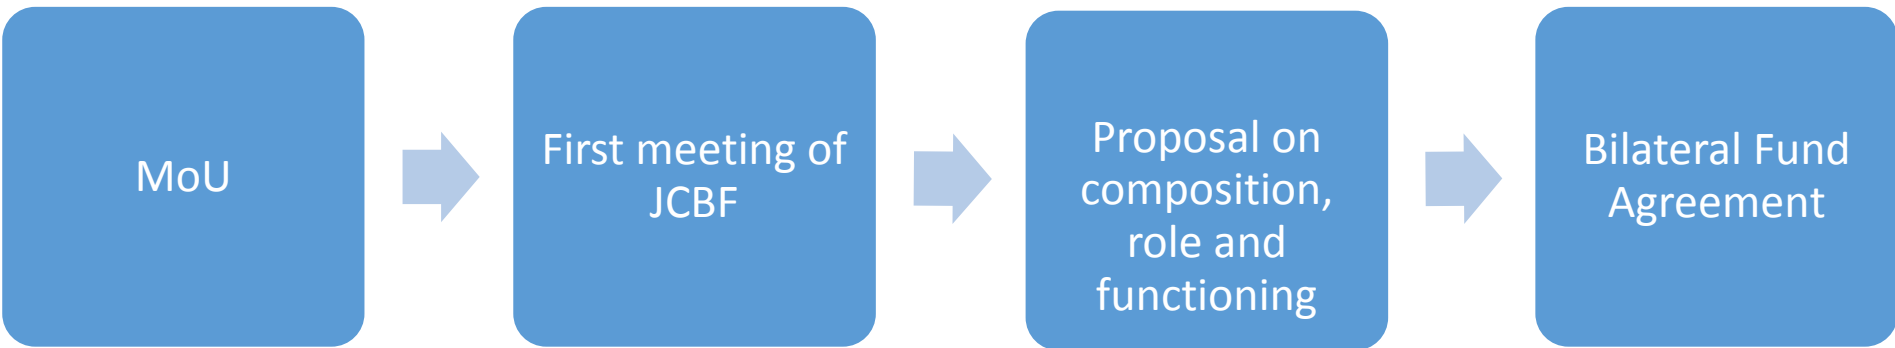 MoU
First meeting of
JCBF
Proposal on
composition,
role and
functioning
Bilateral Fund
Agreement